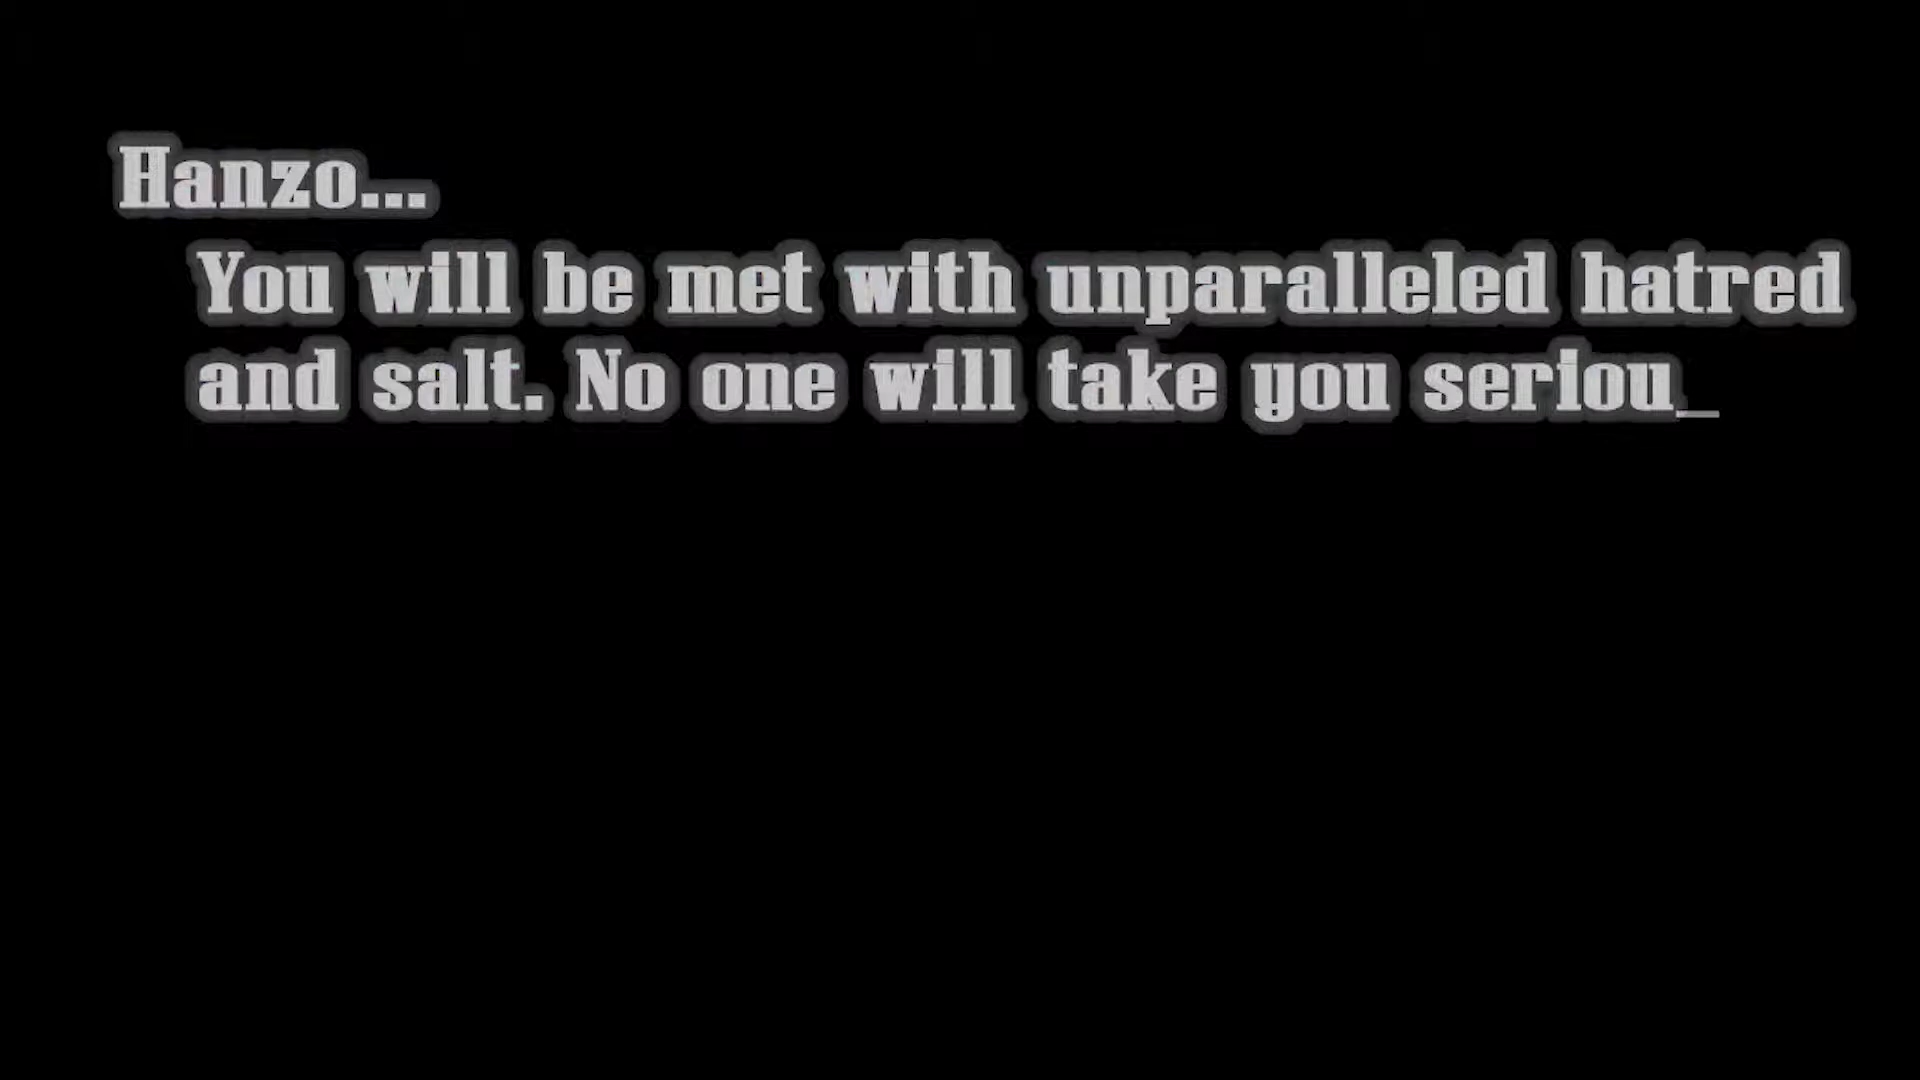 Hanzo...
You will be met with unparalleled hatred
and salt. No one will take you seriou_